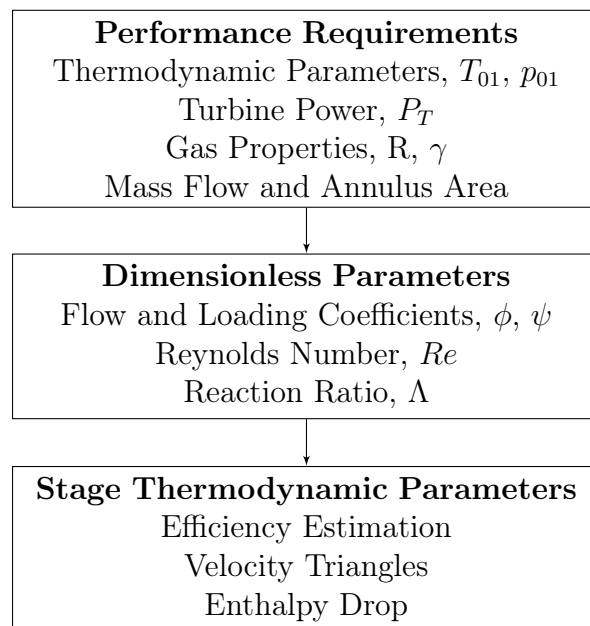 Performance Requirements
Thermodynamic Parameters, T₀₁, p₀₁
Turbine Power, P_T
Gas Properties, R, γ
Mass Flow and Annulus Area
Dimensionless Parameters
Flow and Loading Coefficients, ϕ, ψ
Reynolds Number, Re
Reaction Ratio, Λ
Stage Thermodynamic Parameters
Efficiency Estimation
Velocity Triangles
Enthalpy Drop